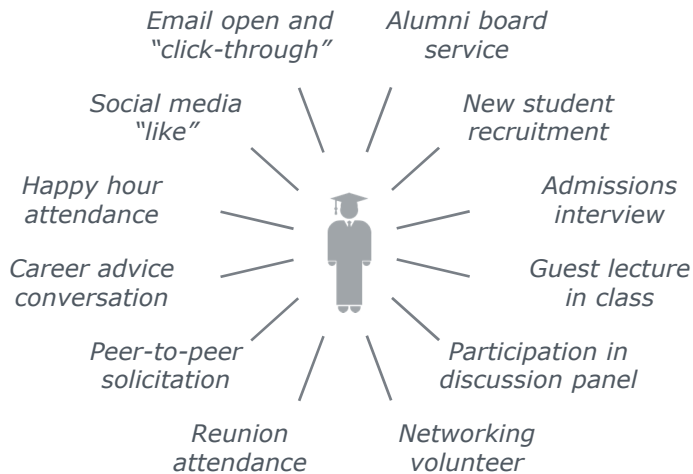 Email open and
“click-through”
Alumni board
service
Social media
“like”
New student
recruitment
Happy hour
attendance
Admissions
interview
Career advice
conversation
Guest lecture
in class
Peer-to-peer
solicitation
Participation in
discussion panel
Reunion
attendance
Networking
volunteer